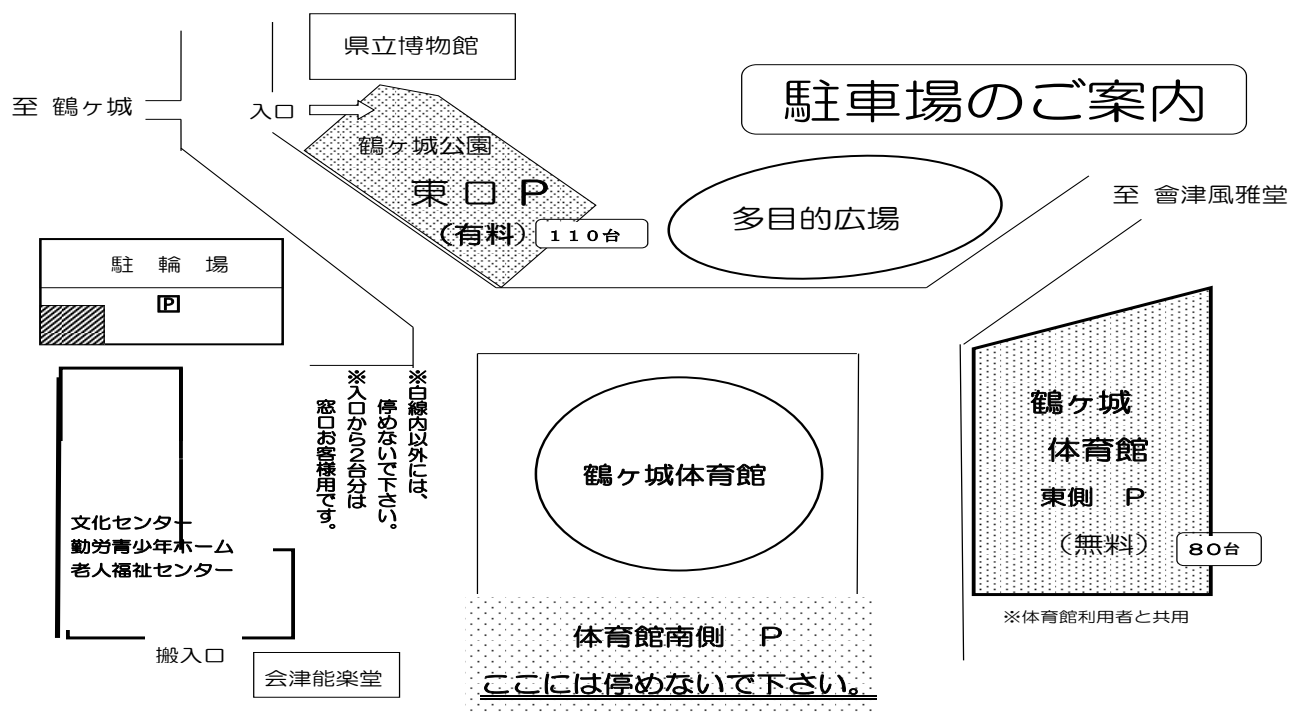 県立博物館
駐車場のご案内
至 鶴ヶ城
入口
鶴ヶ城公園
東口 P
(有料)
110台
多目的広場
至 會津風雅堂
駐 輪 場
P
※白線内以外には、
停めないで下さい。
※入口から2台分は
窓口お客様用です。
鶴ヶ城体育館
鶴ヶ城
体育館
東側 P
(無料)
80台
※体育館利用者と共用
文化センター
勤労青少年ホーム
老人福祉センター
搬入口
会津能楽堂
体育館南側 P
ここには停めないで下さい。